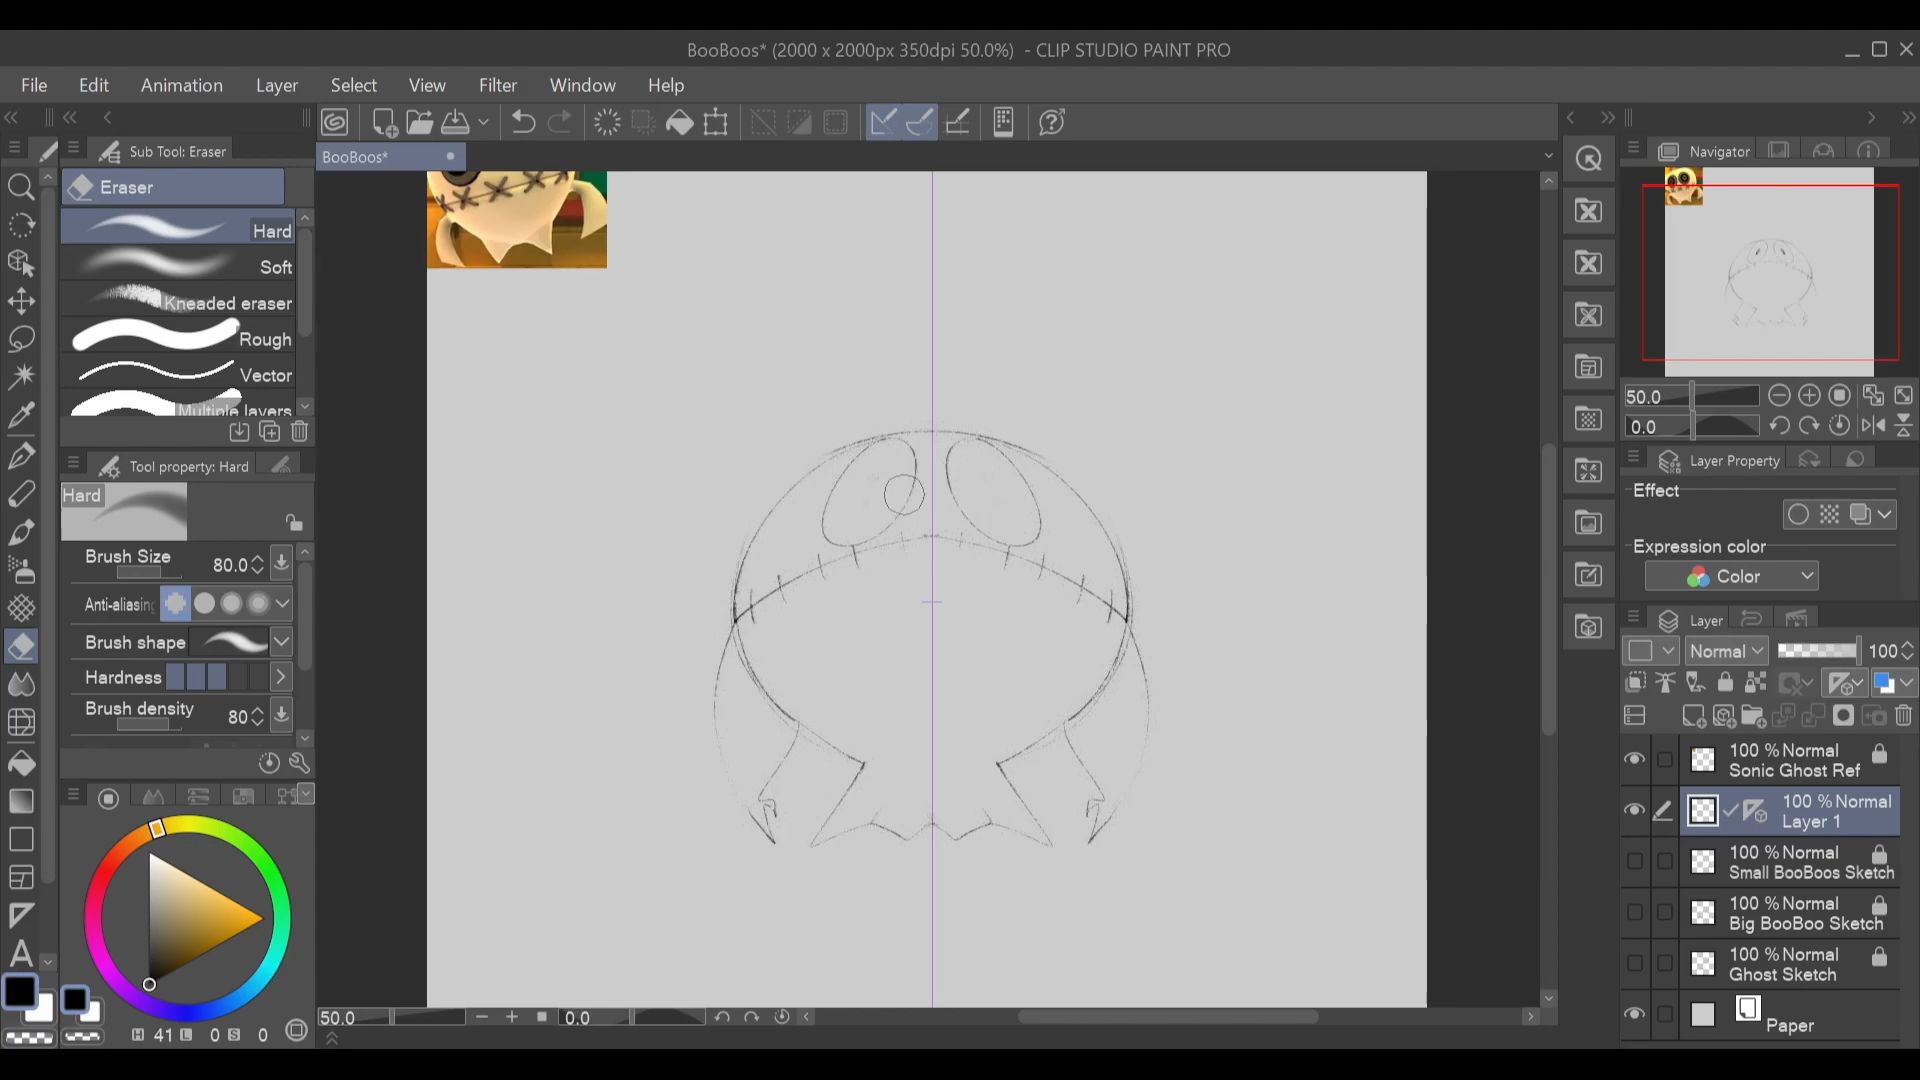 BooBoos* (2000 x 2000px 350dpi 50.0%) - CLIP STUDIO PAINT PRO
File Edit Animation Layer Select View Filter Window Help
Sub Tool: Eraser
BooBoos*
Navigator
Eraser
Hard
Soft
Kneaded eraser
Rough
Vector
Multiple layers
50.0
0.0
Tool property: Hard
Layer Property
Hard
Effect
Brush Size 80.0
Expression color
Color
Anti-aliasing
Layer
Brush shape
Normal 100
Hardness
Brush density 80
100 % Normal
Sonic Ghost Ref
100 % Normal
Layer 1
100 % Normal
Small BooBoos Sketch
100 % Normal
Big BooBoo Sketch
100 % Normal
Ghost Sketch
Paper
A
50.0
0.0
H 41 L 0 S 0